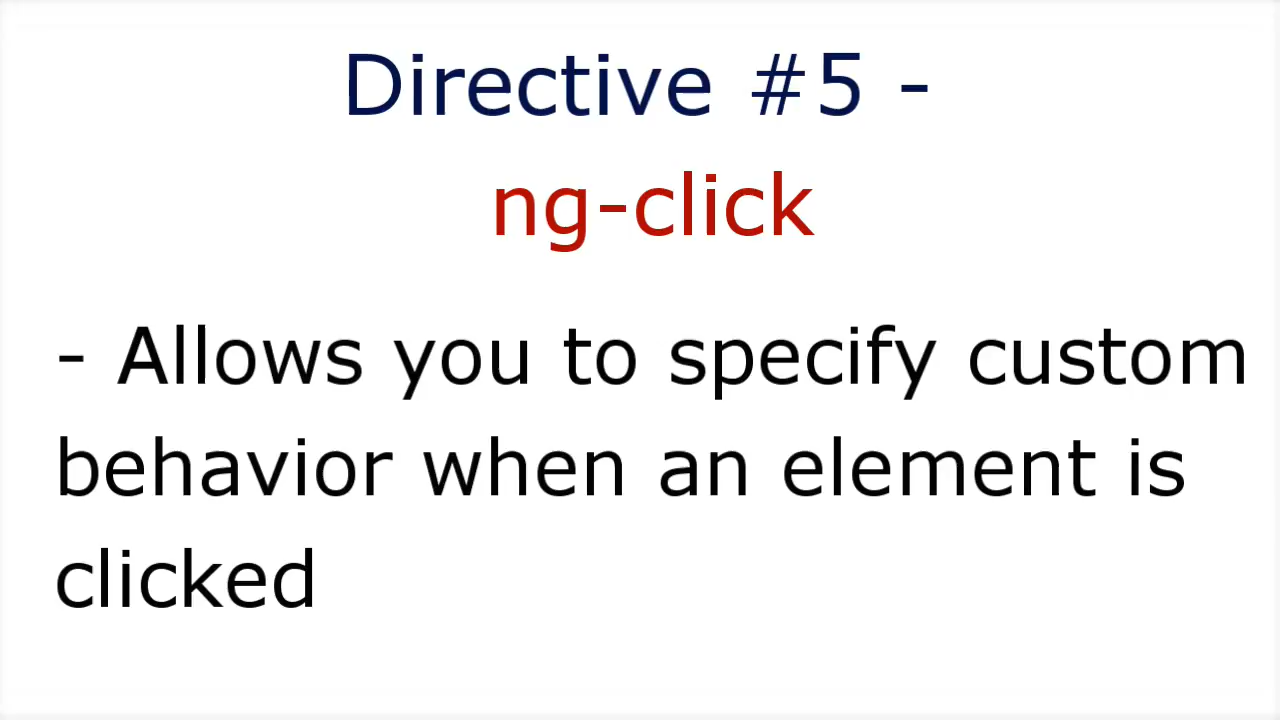 Directive #5 -
ng-click
- Allows you to specify custom
behavior when an element is
clicked